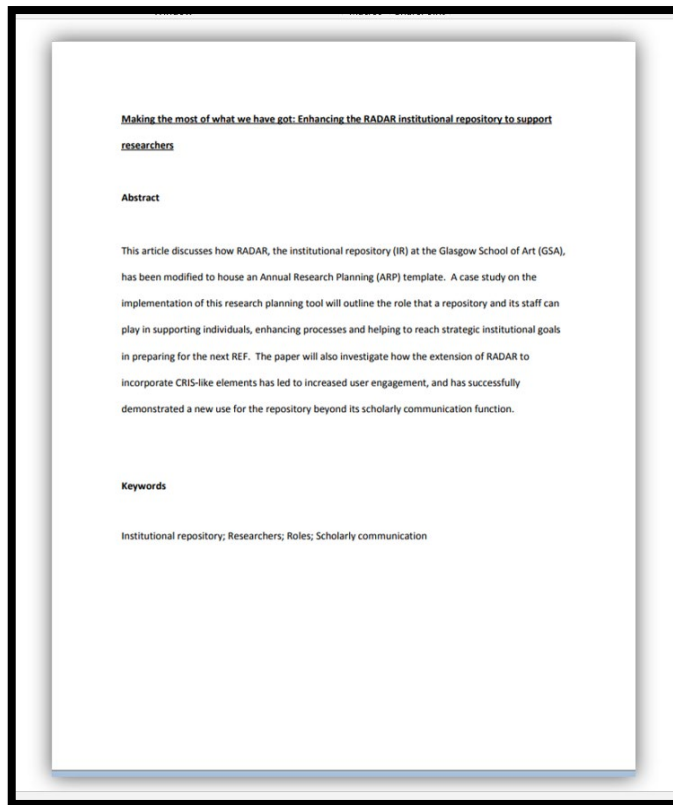 Making the most of what we have got: Enhancing the RADAR institutional repository to support
researchers
Abstract
This article discusses how RADAR, the institutional repository (IR) at the Glasgow School of Art (GSA),
has been modified to house an Annual Research Planning (ARP) template.  A case study on the
implementation of this research planning tool will outline the role that a repository and its staff can
play in supporting individuals, enhancing processes and helping to reach strategic institutional goals
in preparing for the next REF.  The paper will also investigate how the extension of RADAR to
incorporate CRIS-like elements has led to increased user engagement, and has successfully
demonstrated a new use for the repository beyond its scholarly communication function.
Keywords
Institutional repository; Researchers; Roles; Scholarly communication